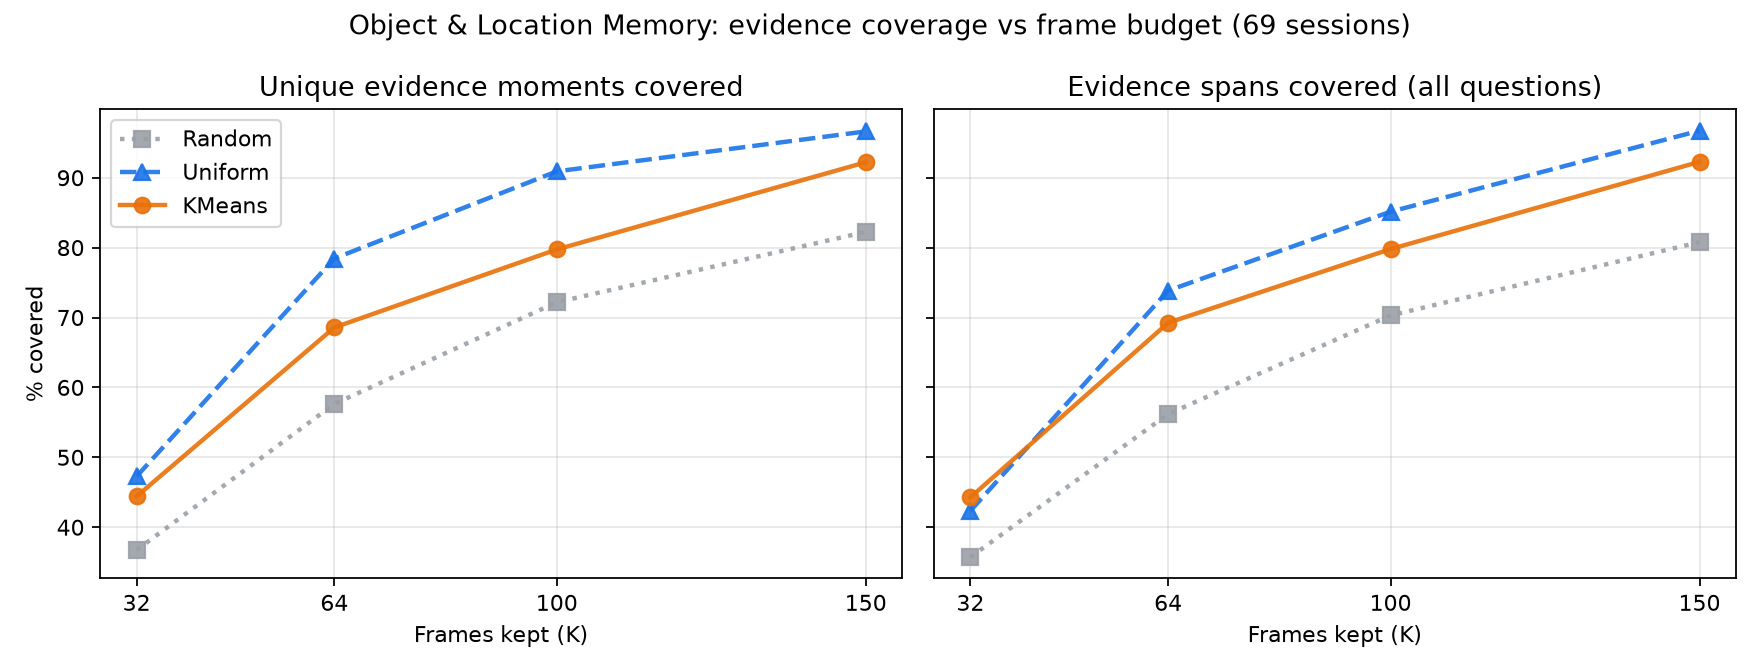 Object & Location Memory: evidence coverage vs frame budget (69 sessions)
Unique evidence moments covered
Random
Uniform
KMeans
% covered
90
80
70
60
50
40
32
64
100
150
Frames kept (K)
Evidence spans covered (all questions)
32
64
100
150
Frames kept (K)